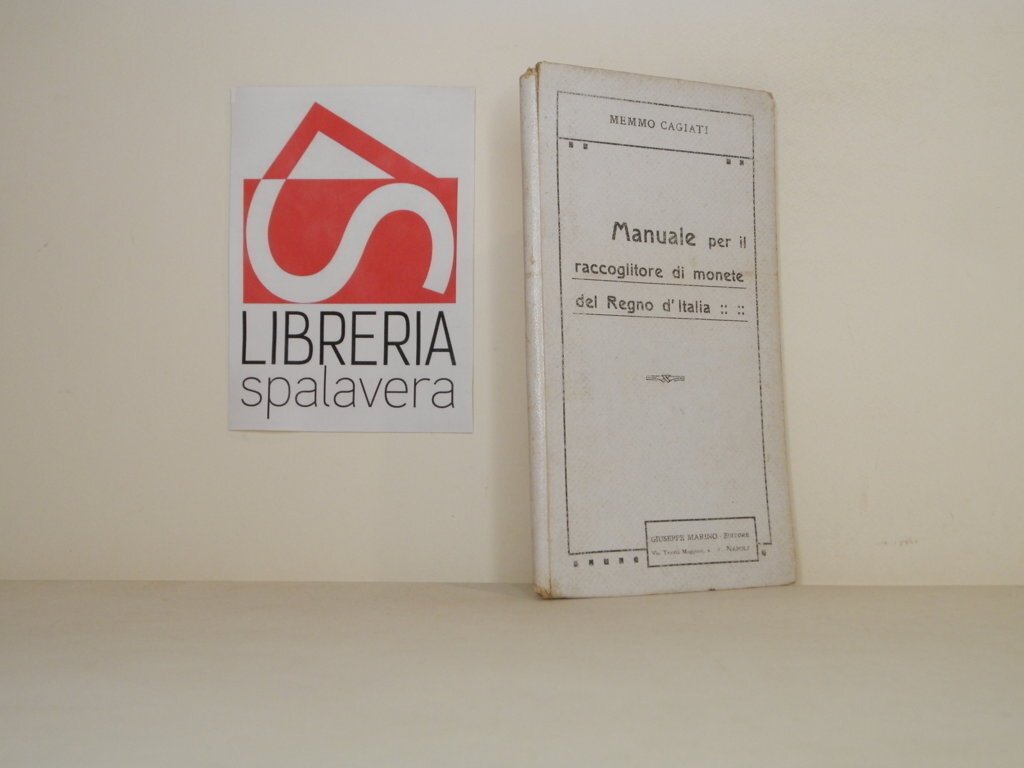 LIBRERIA
spalavera
MEMMO CAGIATI
Manuale per il
raccoglitore di monete
del Regno d'Italia :: ::
GIUSEPPE MARINO - EDITORE
NAPOLI